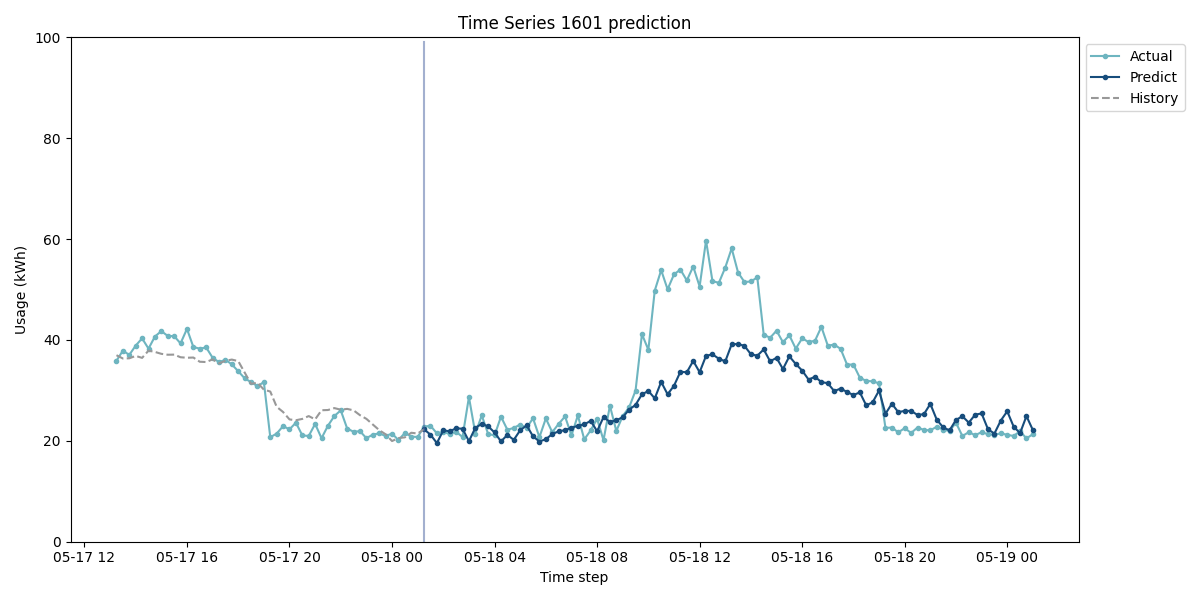 Time Series 1601 prediction
100
80
60
40
20
0
Usage (kWh)
05-17 12
05-17 16
05-17 20
05-18 00
05-18 04
05-18 08
05-18 12
05-18 16
05-18 20
05-19 00
Time step
Actual
Predict
History